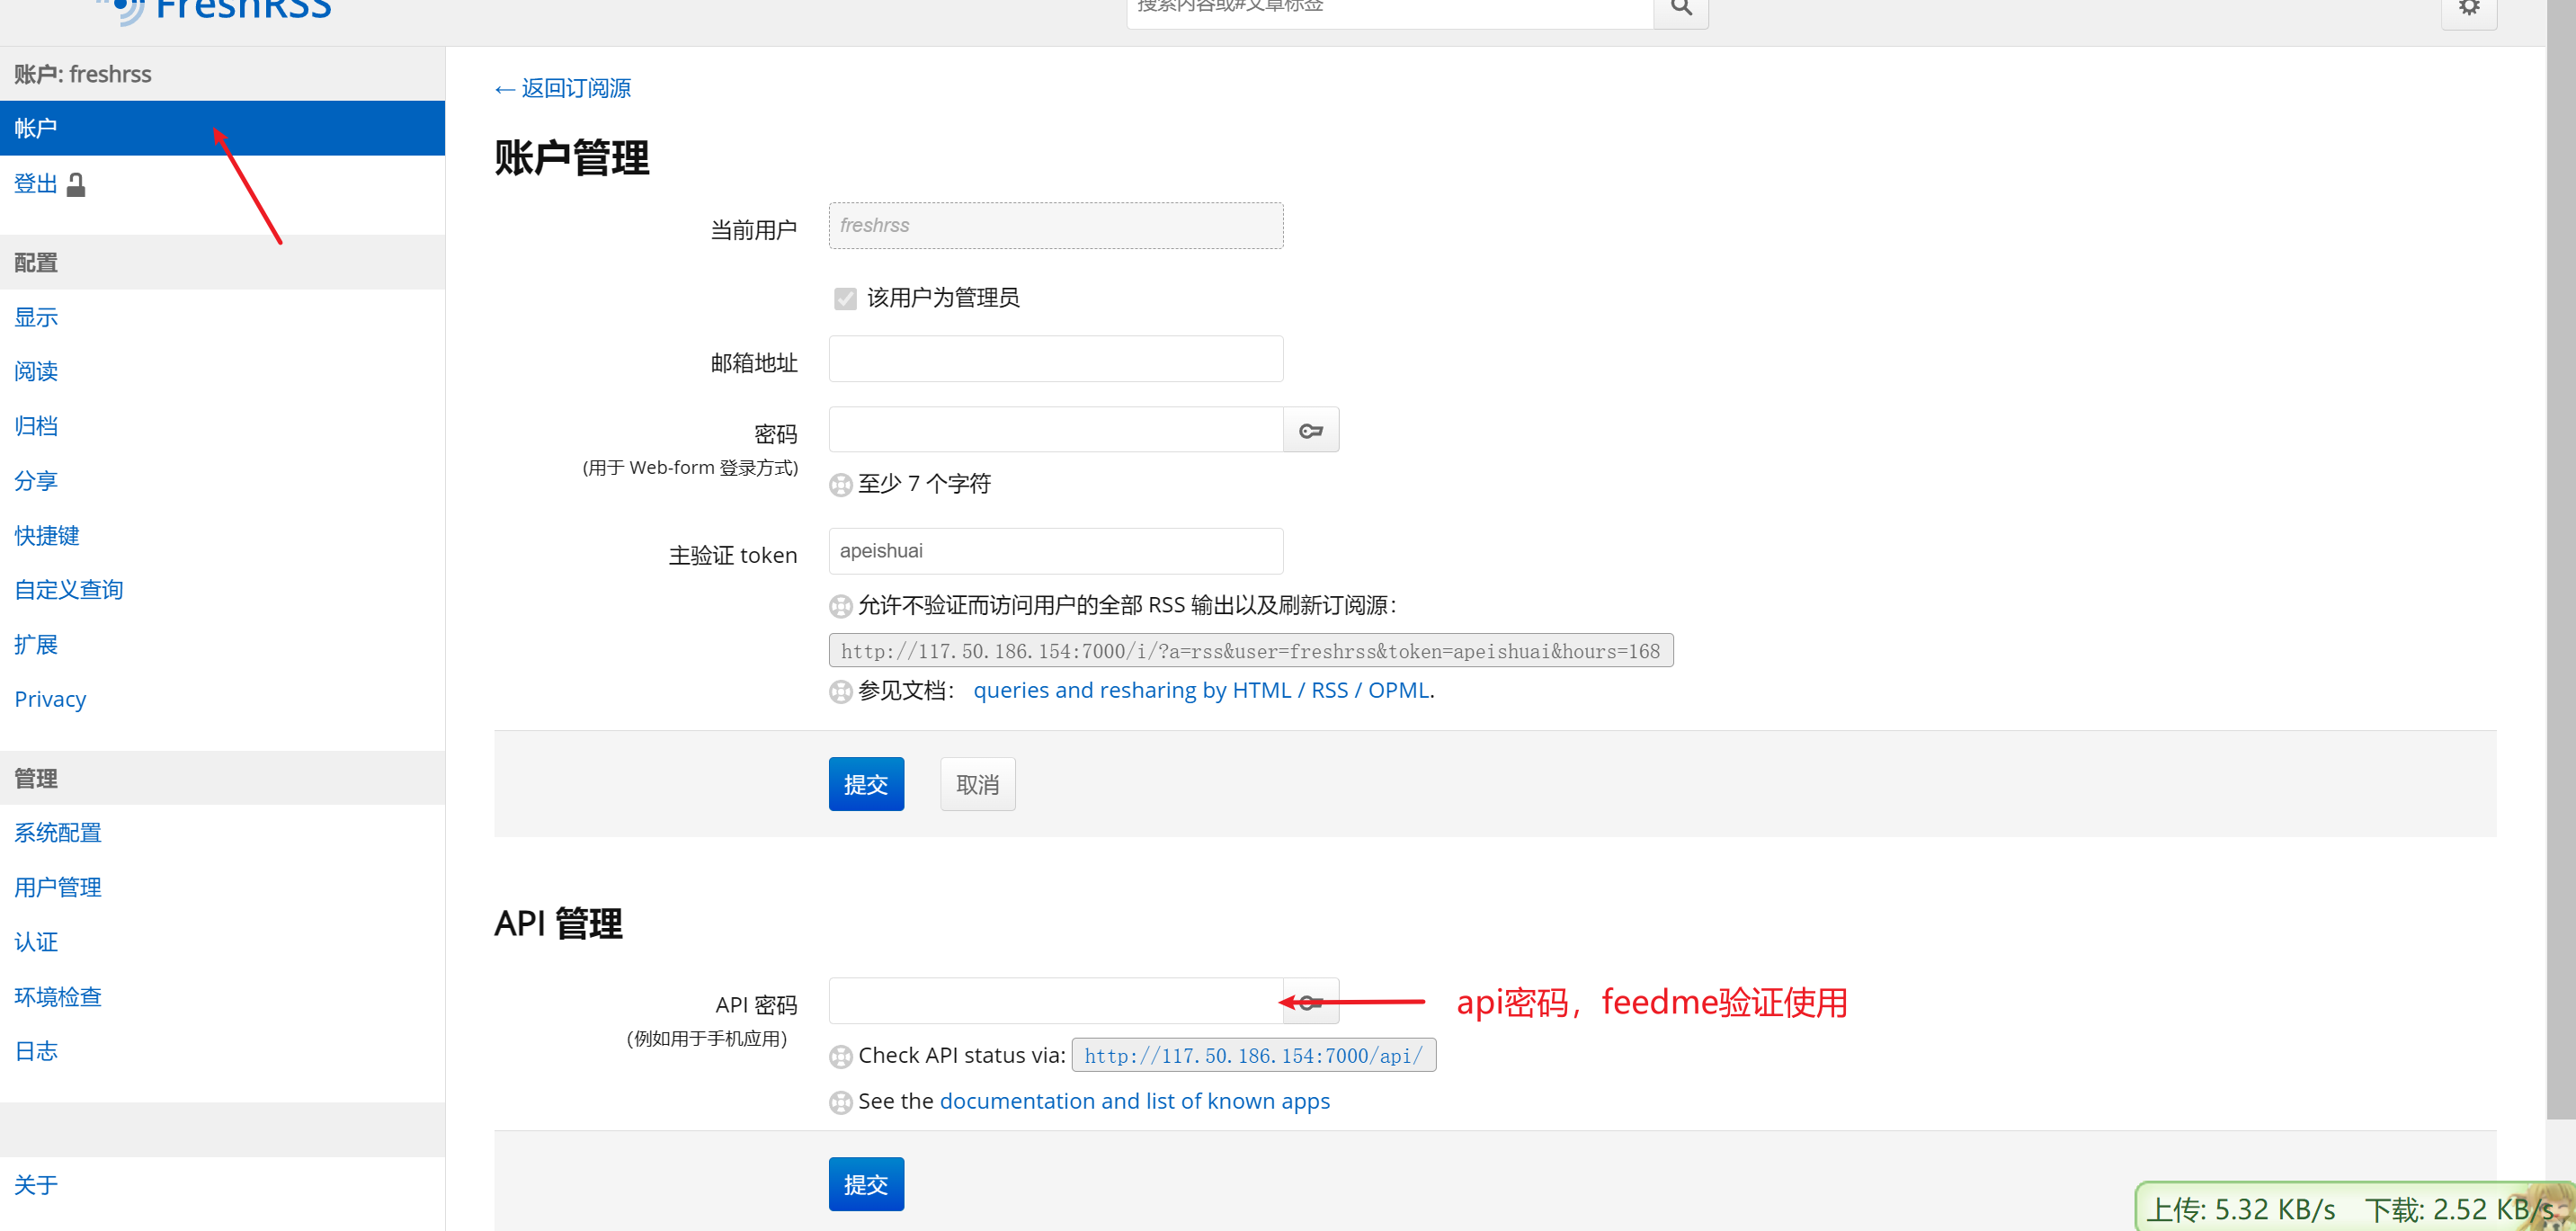 FreshRSS
搜索内容或#文章标签
账户: freshrss
帐户
登出
配置
显示
阅读
归档
分享
快捷键
自定义查询
扩展
Privacy
管理
系统配置
用户管理
认证
环境检查
日志
关于
← 返回订阅源
账户管理
当前用户
freshrss
该用户为管理员
邮箱地址
密码
(用于 Web-form 登录方式)
至少 7 个字符
主验证 token
apeishuai
允许不验证而访问用户的全部 RSS 输出以及刷新订阅源：
http://117.50.186.154:7000/i/?a=rss&user=freshrss&token=apeishuai&hours=168
参见文档： queries and resharing by HTML / RSS / OPML.
提交 取消
API 管理
API 密码
api密码，feedme验证使用
(例如用于手机应用)
Check API status via: http://117.50.186.154:7000/api/
See the documentation and list of known apps
提交
上传: 5.32 KB/s 下载: 2.52 KB/s